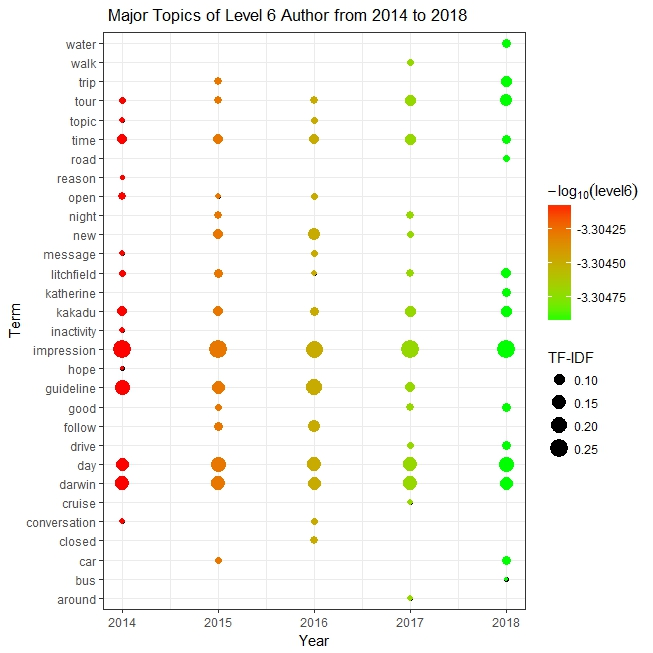 Major Topics of Level 6 Author from 2014 to 2018
Term
water
walk
trip
tour
topic
time
road
reason
open
night
new
message
litchfield
katherine
kakadu
inactivity
impression
hope
guideline
good
follow
drive
day
darwin
cruise
conversation
closed
car
bus
around
2014 2015 2016 2017 2018
Year
−log10(level6)
-3.30425
-3.30450
-3.30475
TF-IDF
0.10
0.15
0.20
0.25